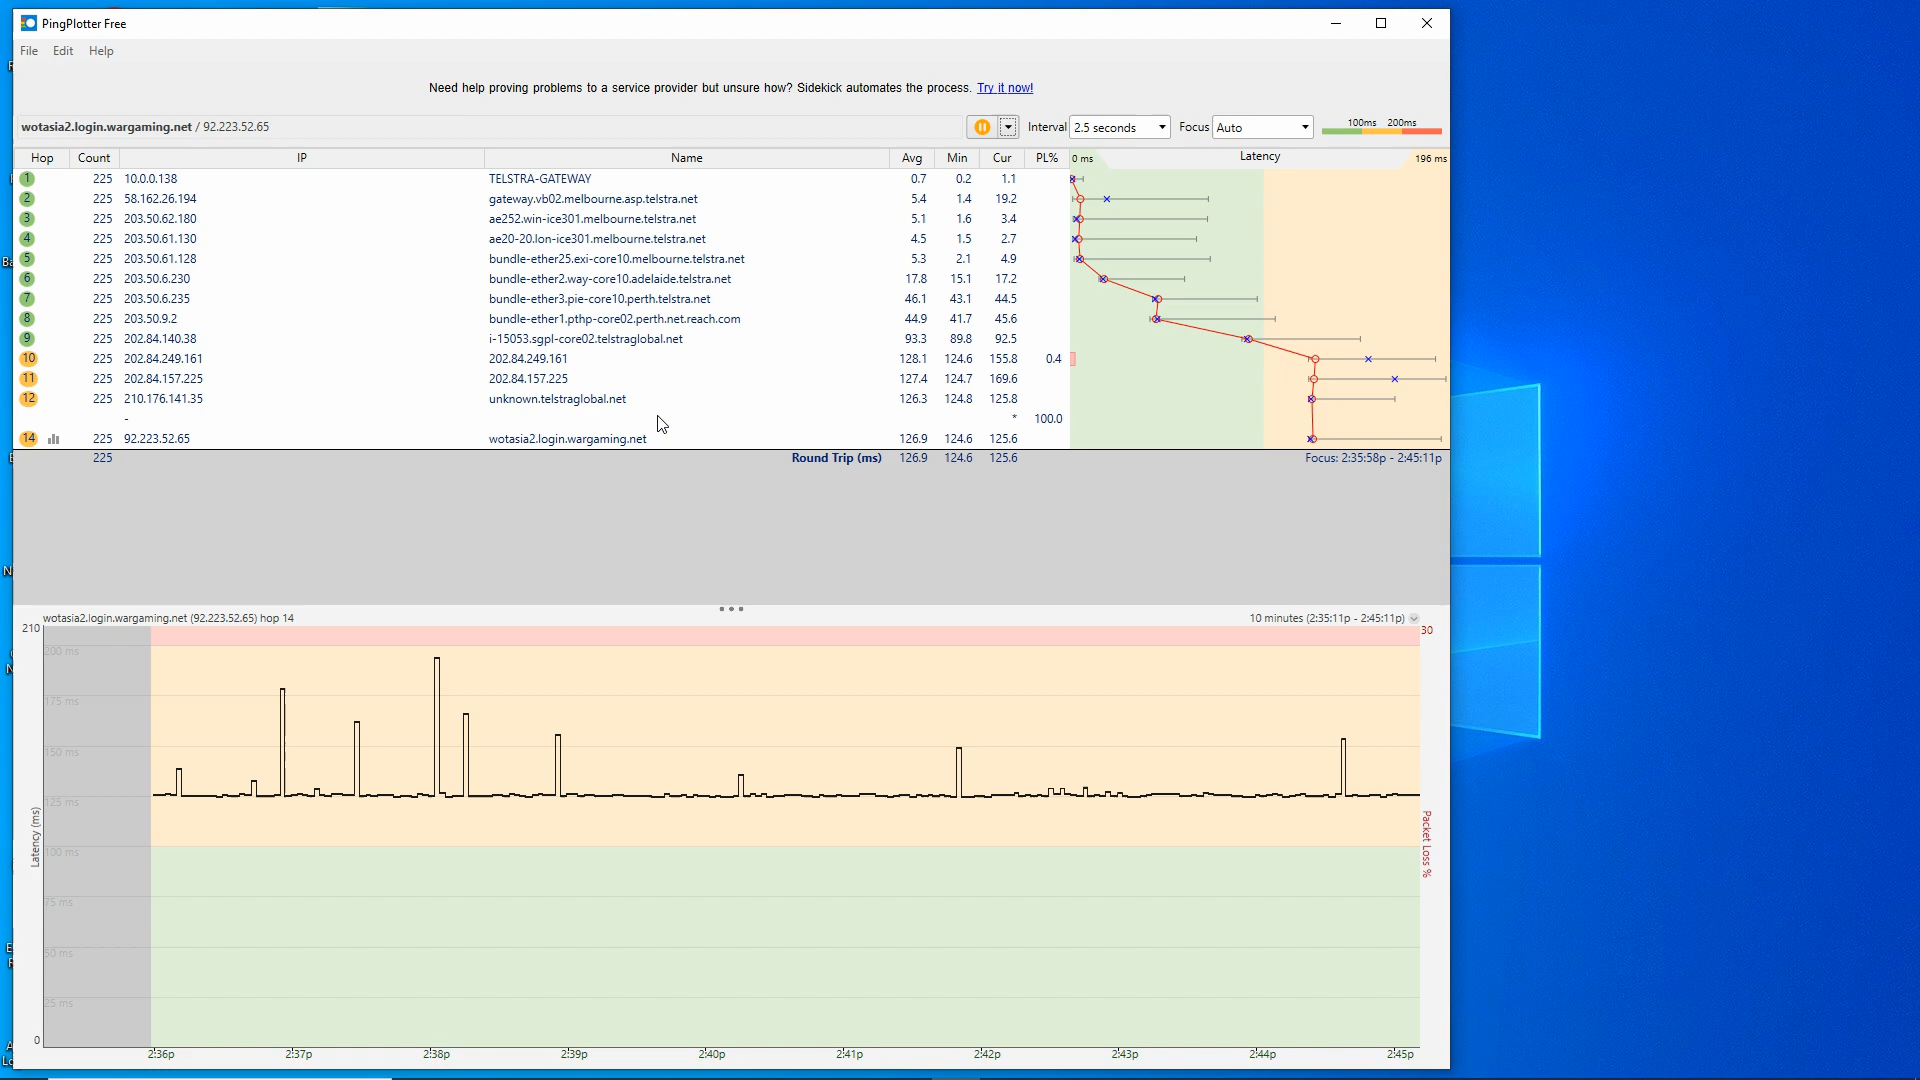 PingPlotter Free
File Edit Help
Need help proving problems to a service provider but unsure how? Sidekick automates the process. Try it now!
wotasia2.login.wargaming.net / 92.223.52.65 Interval 2.5 seconds Focus Auto 100ms 200ms
Hop Count IP Name Avg Min Cur PL% 0 ms Latency 196 ms
1 225 10.0.0.138 TELSTRA-GATEWAY 0.7 0.2 1.1
2 225 58.162.26.194 gateway.vb02.melbourne.asp.telstra.net 5.4 1.4 19.2
3 225 203.50.62.180 ae252.win-ice301.melbourne.telstra.net 5.1 1.6 3.4
4 225 203.50.61.130 ae20-20.lon-ice301.melbourne.telstra.net 4.5 1.5 2.7
5 225 203.50.61.128 bundle-ether25.exi-core10.melbourne.telstra.net 5.3 2.1 4.9
6 225 203.50.6.230 bundle-ether2.way-core10.adelaide.telstra.net 17.8 15.1 17.2
7 225 203.50.6.235 bundle-ether3.pie-core10.perth.telstra.net 46.1 43.1 44.5
8 225 203.50.9.2 bundle-ether1.pthp-core02.perth.net.reach.com 44.9 41.7 45.6
9 225 202.84.140.38 i-15053.sgpl-core02.telstraglobal.net 93.3 89.8 92.5
10 225 202.84.249.161 202.84.249.161 128.1 124.6 155.8 0.4
11 225 202.84.157.225 202.84.157.225 127.4 124.7 169.6
12 225 210.176.141.35 unknown.telstraglobal.net 126.3 124.8 125.8
- * 100.0
14 225 92.223.52.65 wotasia2.login.wargaming.net 126.9 124.6 125.6
225 Round Trip (ms) 126.9 124.6 125.6 Focus: 2:35:58p - 2:45:11p
wotasia2.login.wargaming.net (92.223.52.65) hop 14 10 minutes (2:35:11p - 2:45:11p)
210 30
200 ms
175 ms
150 ms
125 ms
100 ms
75 ms
50 ms
25 ms
0
Latency (ms)
Packet Loss %
2:36p 2:37p 2:38p 2:39p 2:40p 2:41p 2:42p 2:43p 2:44p 2:45p